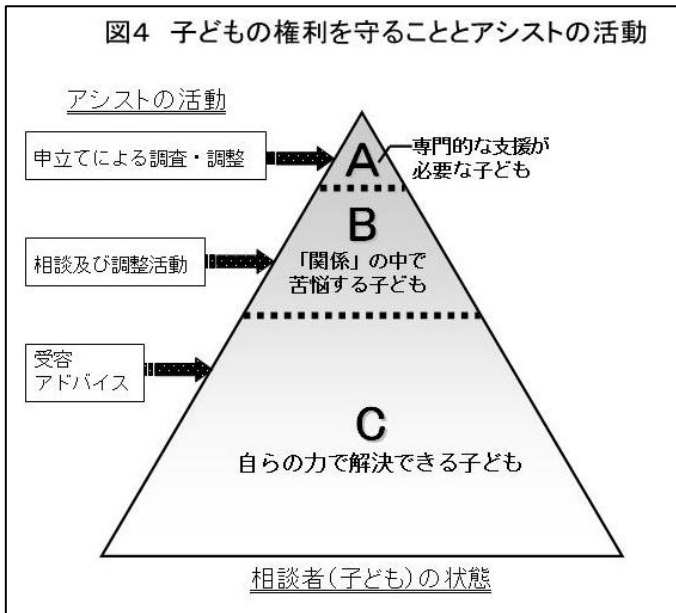 図4 子どもの権利を守ることとアシストの活動
アシストの活動
申立てによる調査・調整
A
専門的な支援が
必要な子ども
相談及び調整活動
B
「関係」の中で
苦悩する子ども
受容
アドバイス
C
自らの力で解決できる子ども
相談者(子ども)の状態